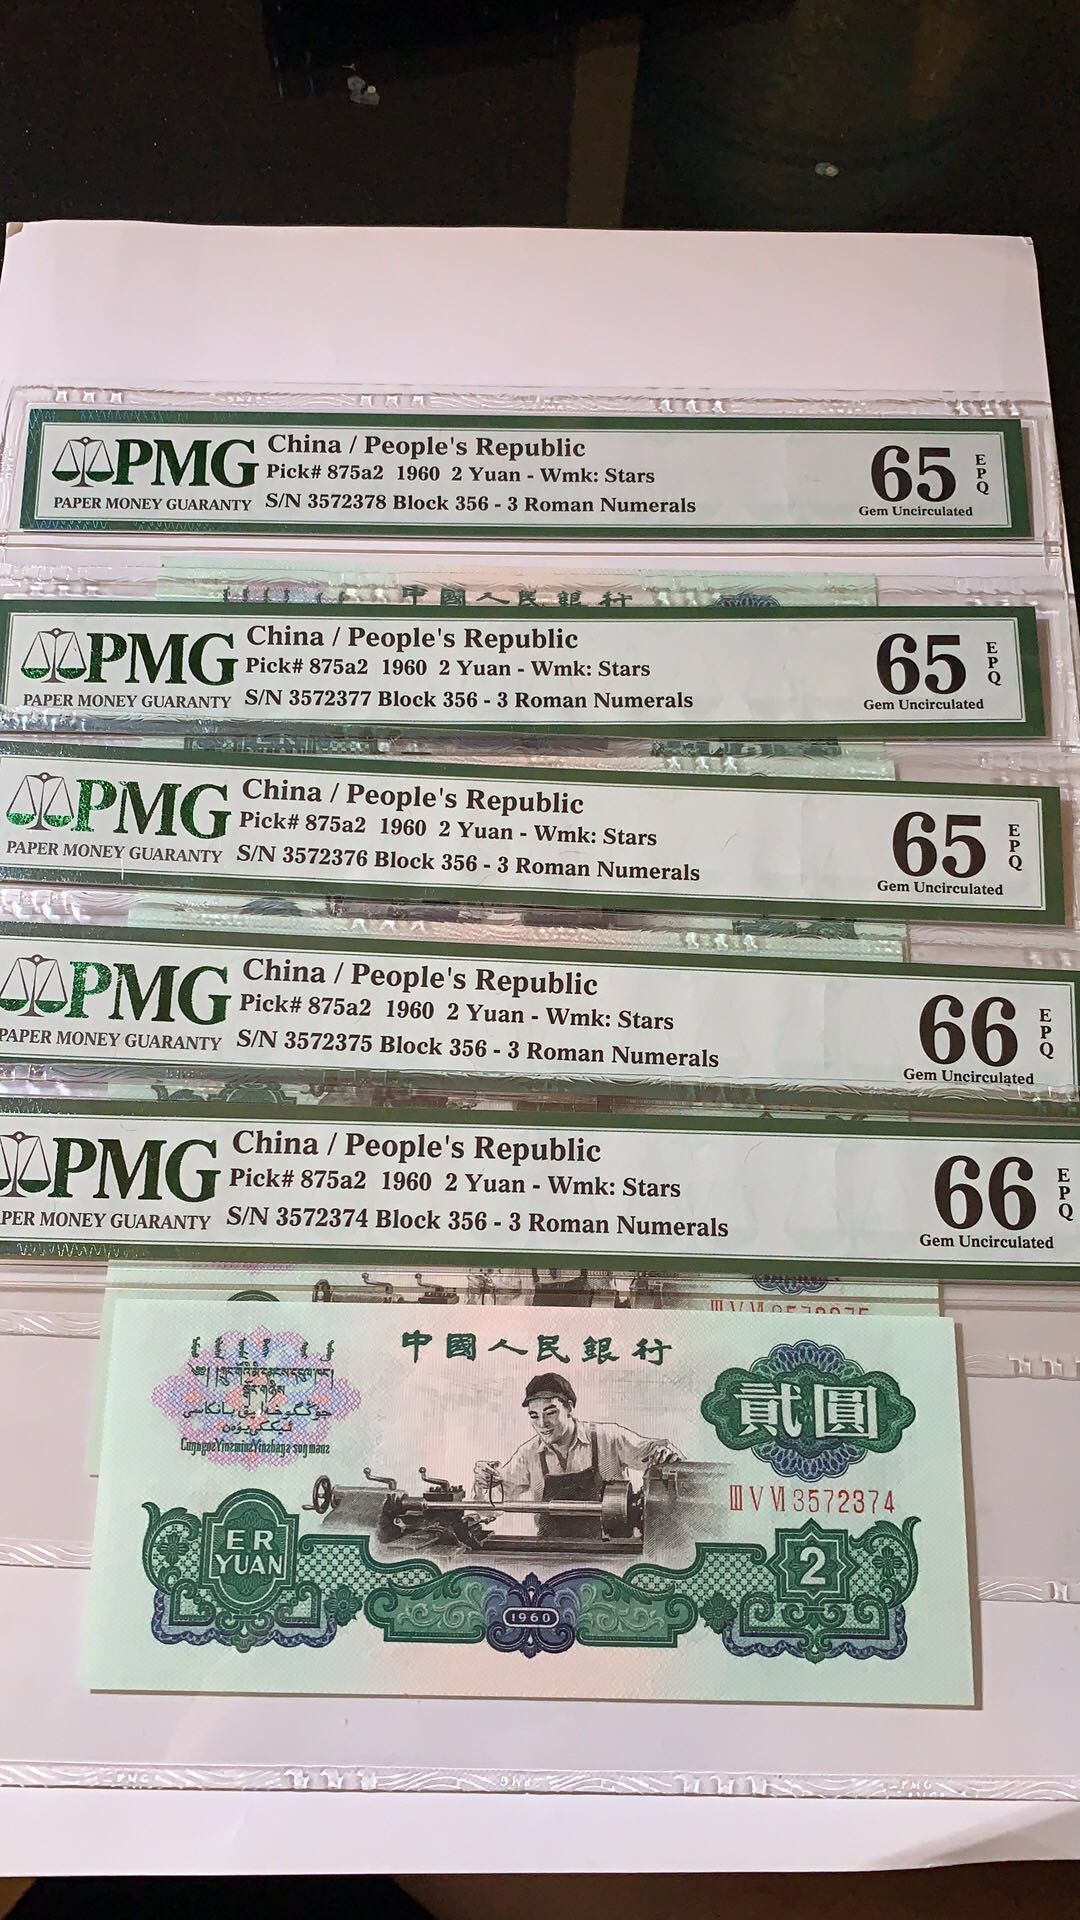 PMG
PAPER MONEY GUARANTY
China / People's Republic
Pick# 875a2 1960 2 Yuan - Wmk: Stars
S/N 3572378 Block 356 - 3 Roman Numerals
65
EPQ
Gem Uncirculated
中國人民銀行
PMG
PAPER MONEY GUARANTY
China / People's Republic
Pick# 875a2 1960 2 Yuan - Wmk: Stars
S/N 3572377 Block 356 - 3 Roman Numerals
65
EPQ
Gem Uncirculated
PMG
PAPER MONEY GUARANTY
China / People's Republic
Pick# 875a2 1960 2 Yuan - Wmk: Stars
S/N 3572376 Block 356 - 3 Roman Numerals
65
EPQ
Gem Uncirculated
PMG
PAPER MONEY GUARANTY
China / People's Republic
Pick# 875a2 1960 2 Yuan - Wmk: Stars
S/N 3572375 Block 356 - 3 Roman Numerals
66
EPQ
Gem Uncirculated
PMG
PER MONEY GUARANTY
China / People's Republic
Pick# 875a2 1960 2 Yuan - Wmk: Stars
S/N 3572374 Block 356 - 3 Roman Numerals
66
EPQ
Gem Uncirculated
中國人民銀行
貳圓
III V VI 3572374
ER
YUAN
2
1960